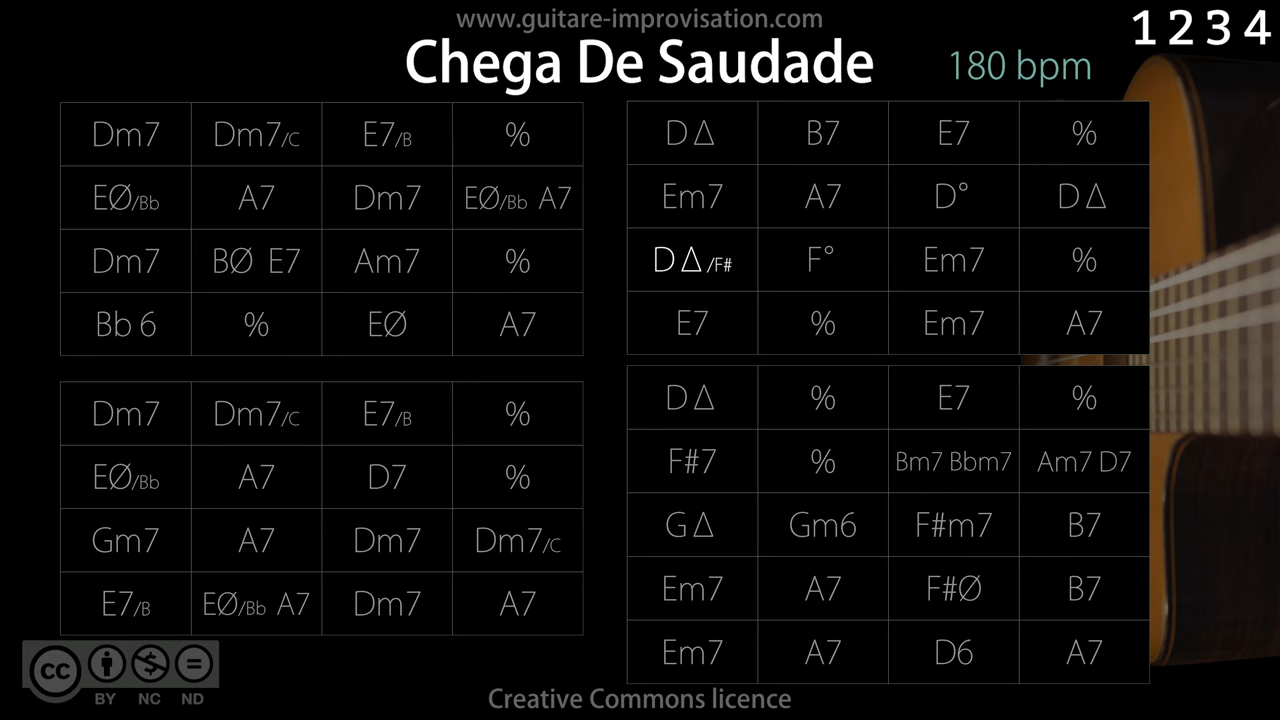 www.guitare-improvisation.com
1 2 3 4
Chega De Saudade
180 bpm
Dm7 Dm7/C E7/B %
EØ/Bb A7 Dm7 EØ/Bb A7
Dm7 BØ E7 Am7 %
Bb 6 % EØ A7
Dm7 Dm7/C E7/B %
EØ/Bb A7 D7 %
Gm7 A7 Dm7 Dm7/C
E7/B EØ/Bb A7 Dm7 A7
D∆ B7 E7 %
Em7 A7 D° D∆
D∆/F# F° Em7 %
E7 % Em7 A7
D∆ % E7 %
F#7 % Bm7 Bbm7 Am7 D7
G∆ Gm6 F#m7 B7
Em7 A7 F#Ø B7
Em7 A7 D6 A7
cc
BY NC ND
Creative Commons licence